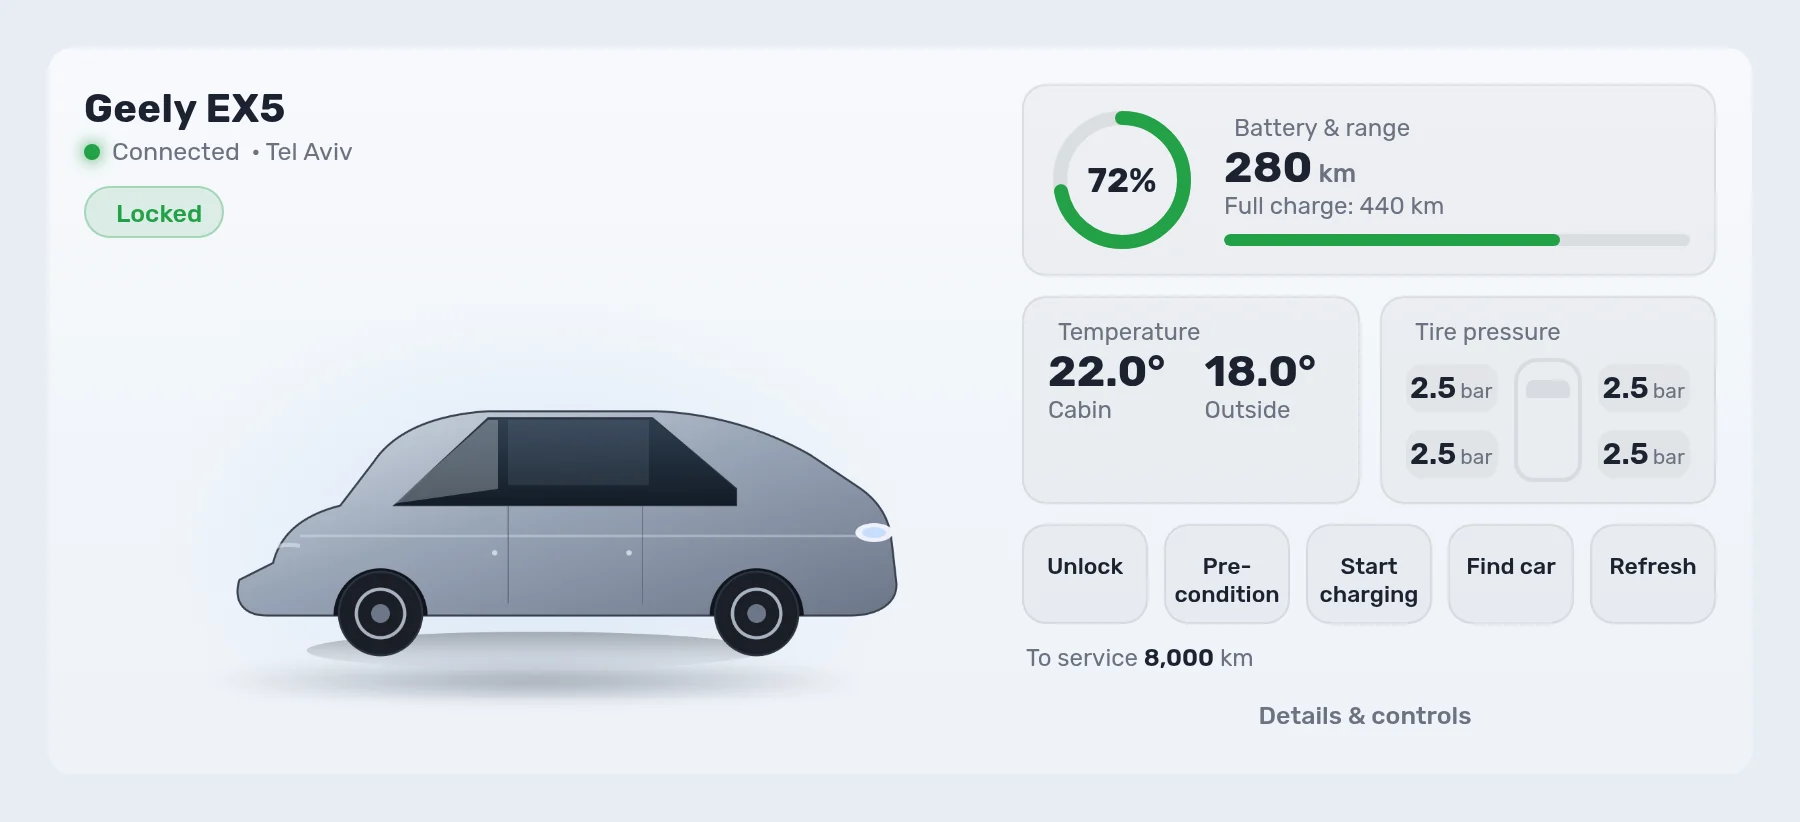 Geely EX5
Connected • Tel Aviv
Locked
72%
Battery & range
280 km
Full charge: 440 km
Temperature
22.0°
Cabin
18.0°
Outside
Tire pressure
2.5 bar
2.5 bar
2.5 bar
2.5 bar
Unlock
Pre-
condition
Start
charging
Find car
Refresh
To service 8,000 km
Details & controls